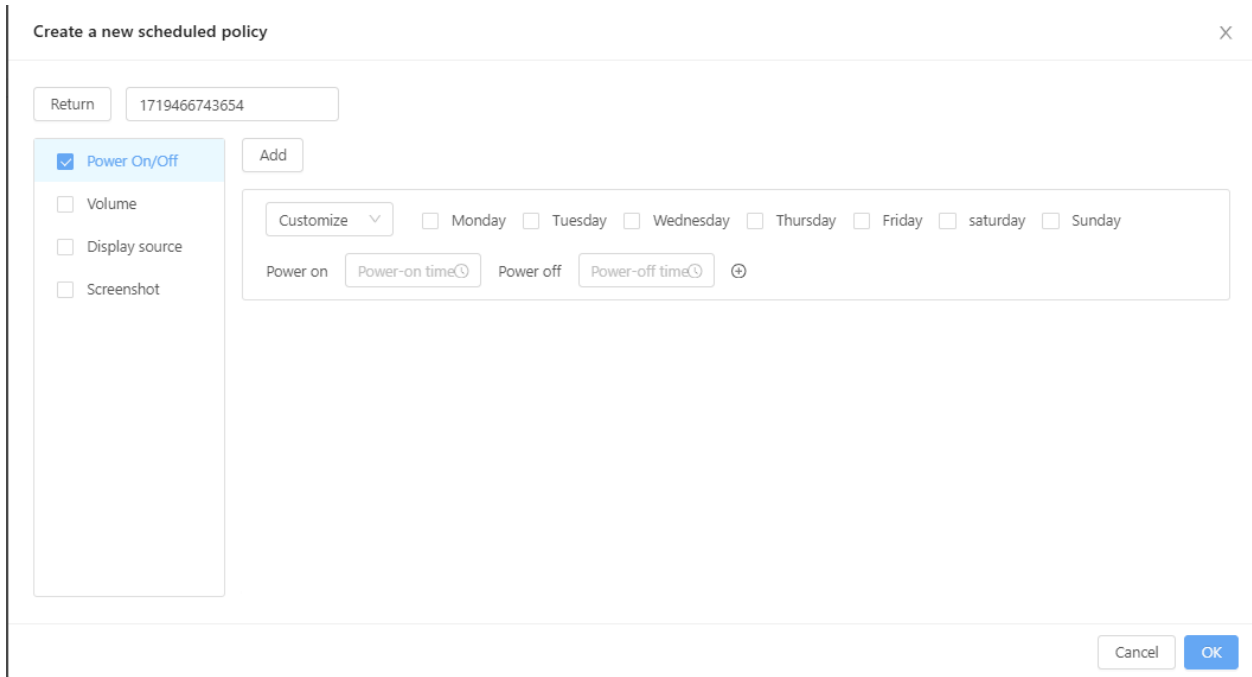 Create a new scheduled policy
Return 1719466743654
Power On/Off
Volume
Display source
Screenshot
Add
Customize Monday Tuesday Wednesday Thursday Friday saturday Sunday
Power on Power-on time Power off Power-off time
Cancel OK